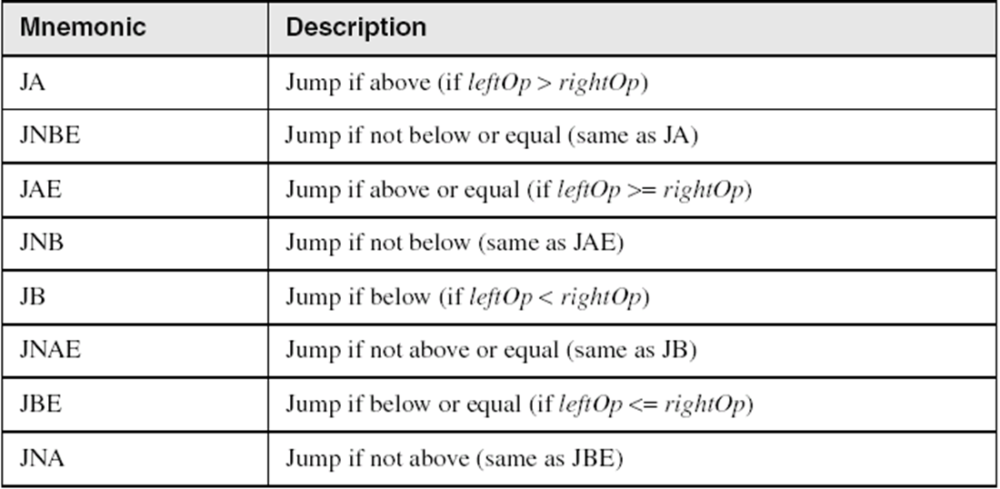 Mnemonic Description
JA Jump if above (if leftOp > rightOp)
JNBE Jump if not below or equal (same as JA)
JAE Jump if above or equal (if leftOp >= rightOp)
JNB Jump if not below (same as JAE)
JB Jump if below (if leftOp < rightOp)
JNAE Jump if not above or equal (same as JB)
JBE Jump if below or equal (if leftOp <= rightOp)
JNA Jump if not above (same as JBE)